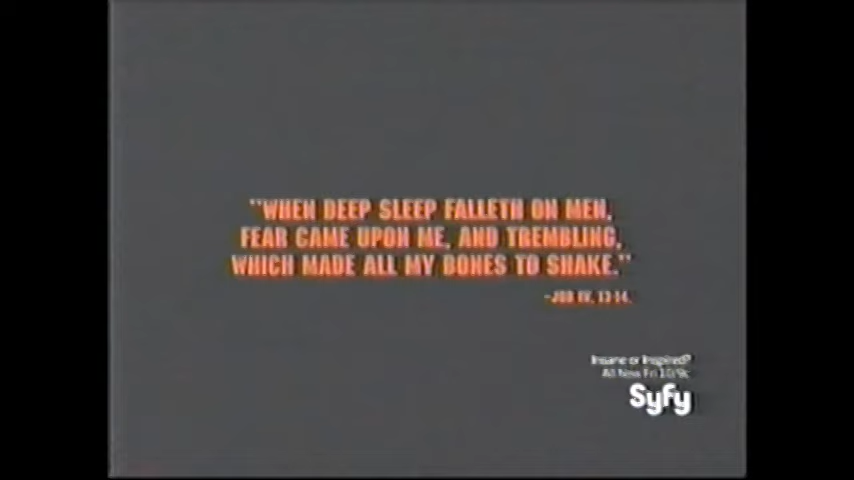 "WHEN DEEP SLEEP FALLETH ON MEN,
FEAR CAME UPON ME, AND TREMBLING,
WHICH MADE ALL MY BONES TO SHAKE."
-JOB IV, 13-14.
Insane or Inspired?
All New Fri 10/9c
Syfy